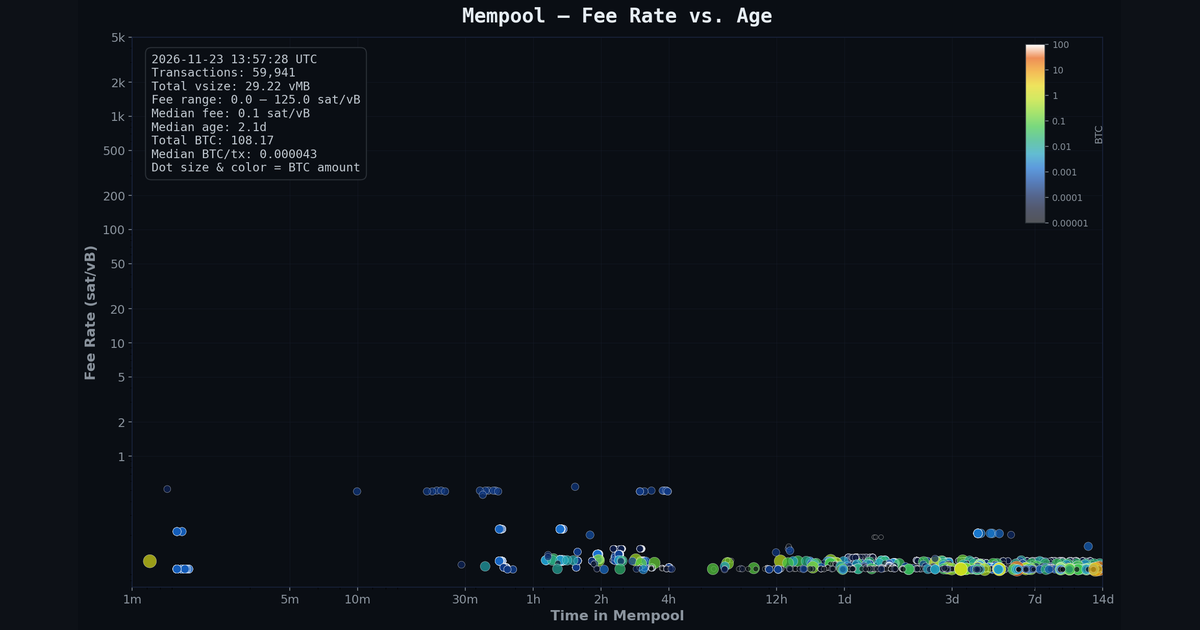 Mempool — Fee Rate vs. Age
2026-11-23 13:57:28 UTC
Transactions: 59,941
Total vsize: 29.22 vMB
Fee range: 0.0 — 125.0 sat/vB
Median fee: 0.1 sat/vB
Median age: 2.1d
Total BTC: 108.17
Median BTC/tx: 0.000043
Dot size & color = BTC amount
100
10
1
0.1
0.01
0.001
0.0001
0.00001
BTC
Fee Rate (sat/vB)
5k
2k
1k
500
200
100
50
20
10
5
2
1
1m 5m 10m 30m 1h 2h 4h 12h 1d 3d 7d 14d
Time in Mempool